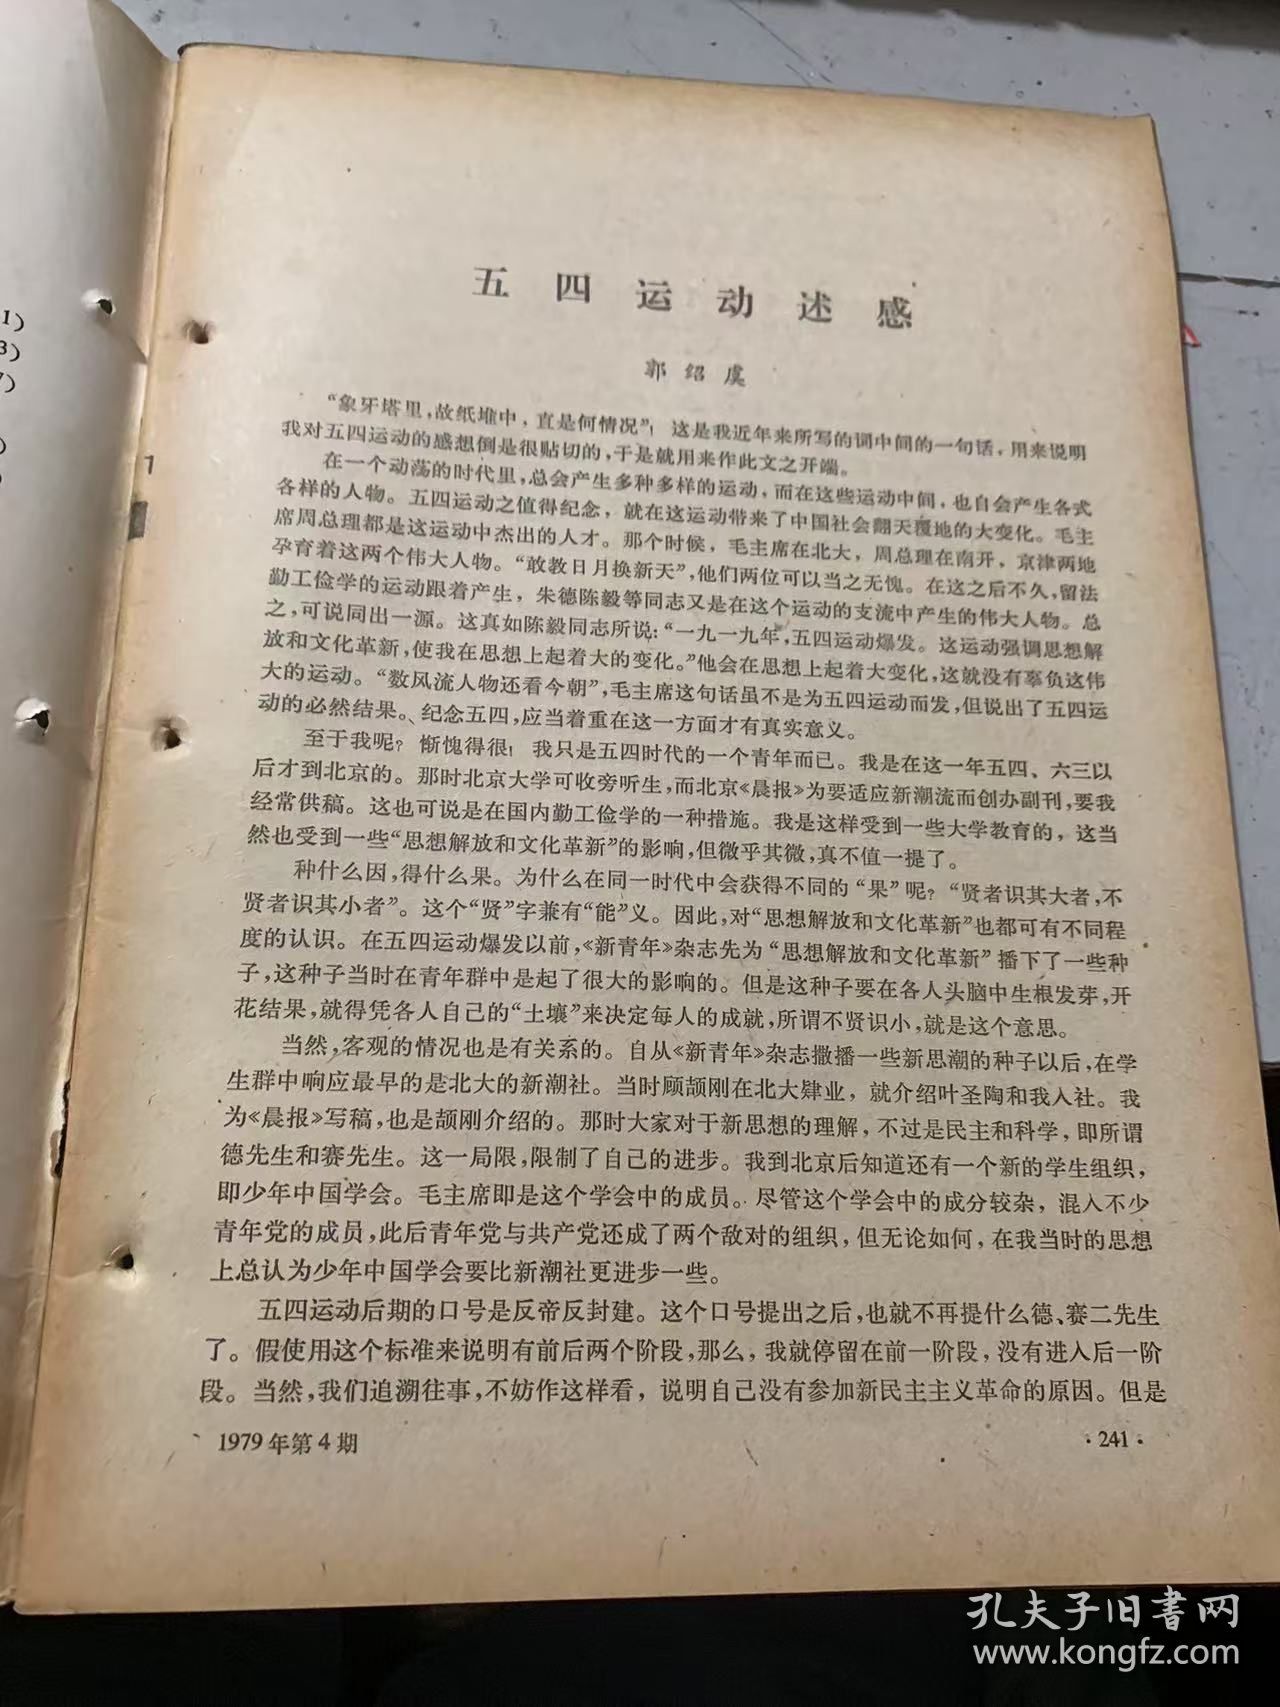 五四运动述感
郭绍虞
“象牙塔里，故纸堆中，直是何情况”！这是我近年来所写的词中间的一句话，用来说明
我对五四运动的感想倒是很贴切的，于是就用来作此文之开端。
在一个动荡的时代里，总会产生多种多样的运动，而在这些运动中间，也自会产生各式
各样的人物。五四运动之值得纪念，就在这运动带来了中国社会翻天覆地的大变化。毛主
席周总理都是这运动中杰出的人才。那个时候，毛主席在北大，周总理在南开，京津两地
孕育着这两个伟大人物。“敢教日月换新天”，他们两位可以当之无愧。在这之后不久，留法
勤工俭学的运动跟着产生，朱德陈毅等同志又是在这个运动的支流中产生的伟大人物。总
之，可说同出一源。这真如陈毅同志所说：“一九一九年，五四运动爆发。这运动强调思想解
放和文化革新，使我在思想上起着大的变化。”他会在思想上起着大变化，这就没有辜负这伟
大的运动。“数风流人物还看今朝”，毛主席这句话虽不是为五四运动而发，但说出了五四运
动的必然结果。纪念五四，应当着重在这一方面才有真实意义。
至于我呢？惭愧得很！我只是五四时代的一个青年而已。我是在这一年五四、六三以
后才到北京的。那时北京大学可收旁听生，而北京《晨报》为要适应新潮流而创办副刊，要我
经常供稿。这也可说是在国内勤工俭学的一种措施。我是这样受到一些大学教育的，这当
然也受到一些“思想解放和文化革新”的影响，但微乎其微，真不值一提了。
种什么因，得什么果。为什么在同一时代中会获得不同的“果”呢？“贤者识其大者，不
贤者识其小者”。这个“贤”字兼有“能”义。因此，对“思想解放和文化革新”也都可有不同程
度的认识。在五四运动爆发以前，《新青年》杂志先为“思想解放和文化革新”播下了一些种
子，这种子当时在青年群中是起了很大的影响的。但是这种子要在各人头脑中生根发芽，开
花结果，就得凭各人自己的“土壤”来决定每人的成就，所谓不贤识小，就是这个意思。
当然，客观的情况也是有关系的。自从《新青年》杂志撒播一些新思潮的种子以后，在学
生群中响应最早的是北大的新潮社。当时顾颉刚在北大肄业，就介绍叶圣陶和我入社。我
为《晨报》写稿，也是颉刚介绍的。那时大家对于新思想的理解，不过是民主和科学，即所谓
德先生和赛先生。这一局限，限制了自己的进步。我到北京后知道还有一个新的学生组织，
即少年中国学会。毛主席即是这个学会中的成员。尽管这个学会中的成分较杂，混入不少
青年党的成员，此后青年党与共产党还成了两个敌对的组织，但无论如何，在我当时的思想
上总认为少年中国学会要比新潮社更进步一些。
五四运动后期的口号是反帝反封建。这个口号提出之后，也就不再提什么德、赛二先生
了。假使用这个标准来说明有前后两个阶段，那么，我就停留在前一阶段，没有进入后一阶
段。当然，我们追溯往事，不妨作这样看，说明自己没有参加新民主主义革命的原因。但是
1979年第4期
·241·
孔夫子旧书网
www.kongfz.com